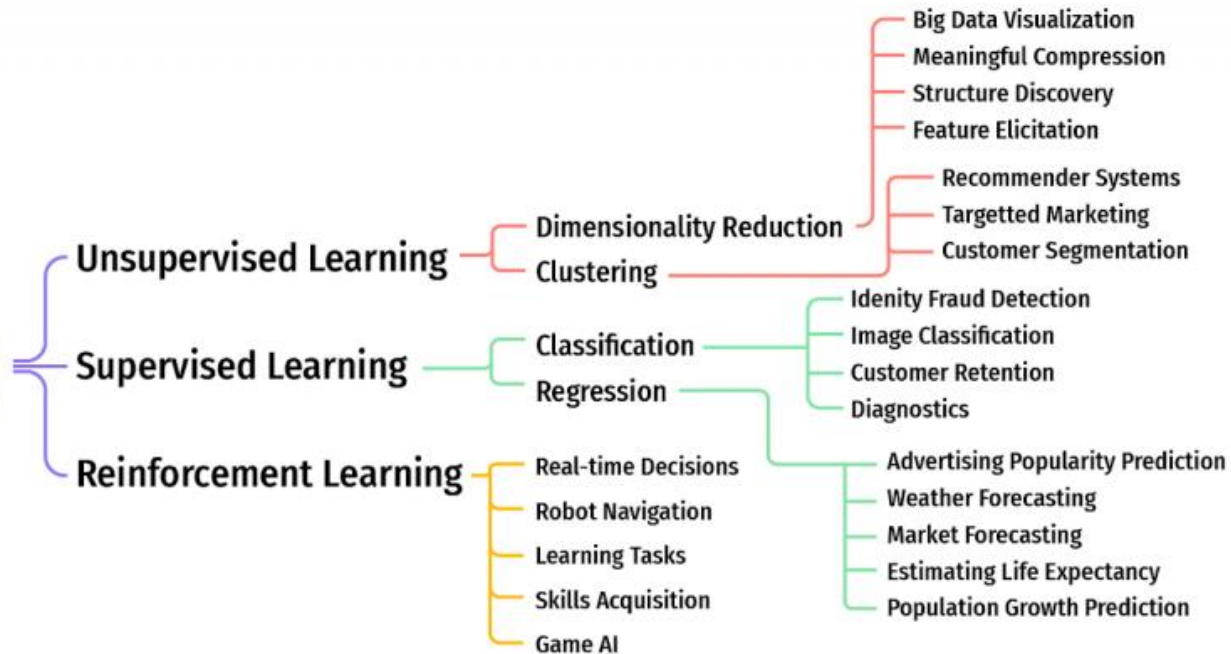 Big Data Visualization
Meaningful Compression
Structure Discovery
Feature Elicitation
Recommender Systems
Dimensionality Reduction
Targetted Marketing
Unsupervised Learning
Customer Segmentation
Clustering
Idenity Fraud Detection
Classification
Image Classification
Supervised Learning
Customer Retention
Regression
Diagnostics
Reinforcement Learning
Real-time Decisions
Advertising Popularity Prediction
Robot Navigation
Weather Forecasting
Market Forecasting
Learning Tasks
Estimating Life Expectancy
Skills Acquisition
Population Growth Prediction
Game AI